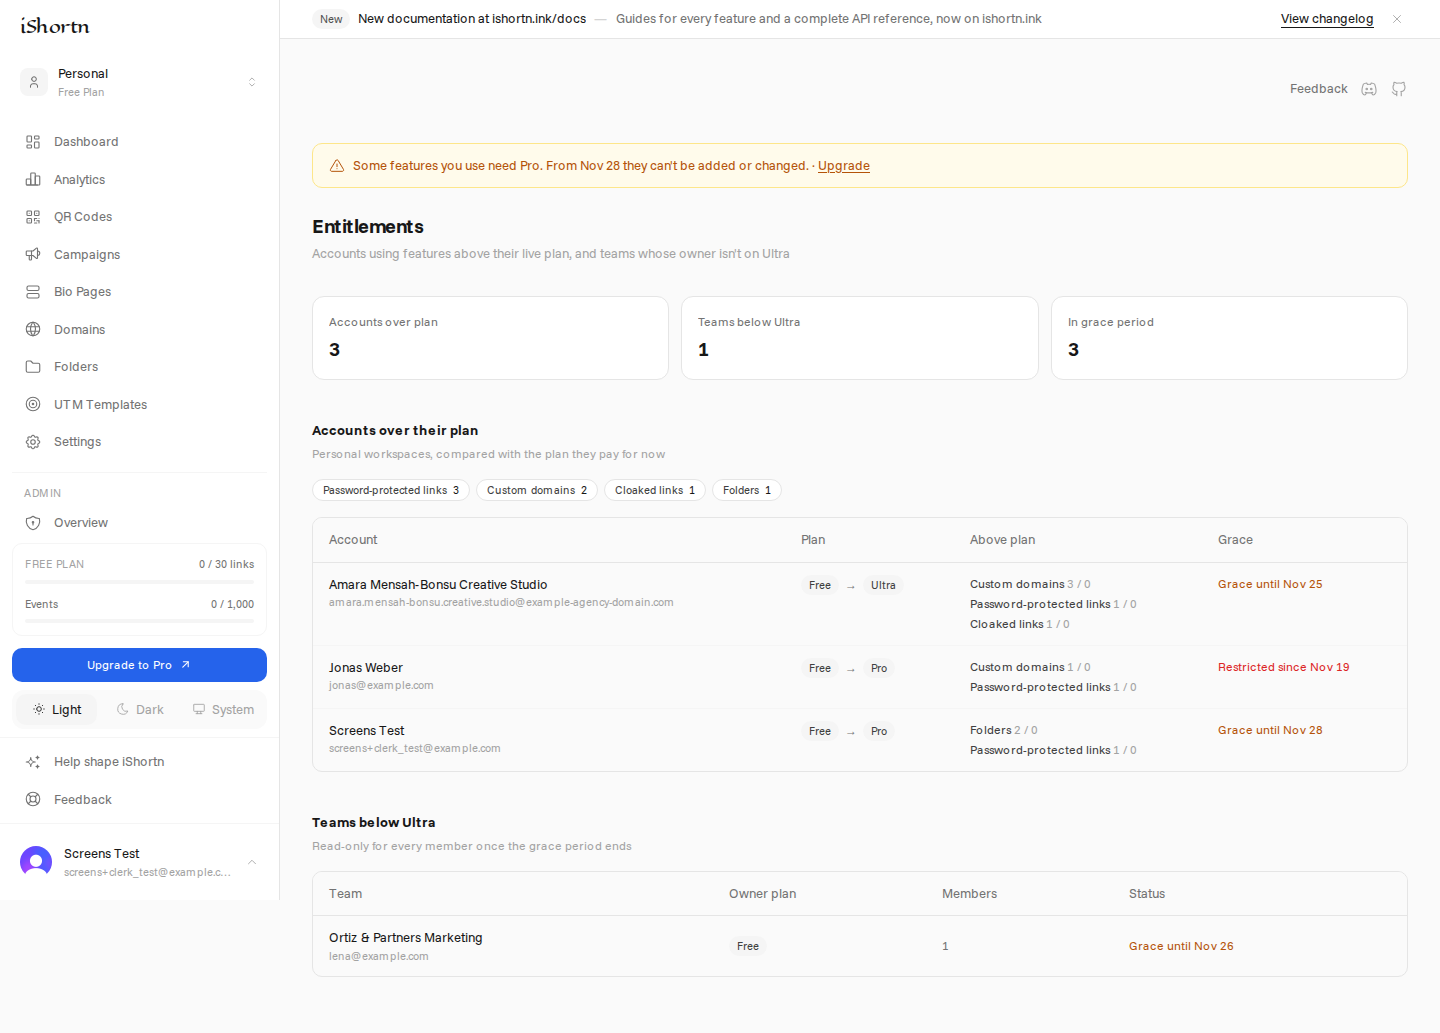 iShortn
Personal
Free Plan
Dashboard
Analytics
QR Codes
Campaigns
Bio Pages
Domains
Folders
UTM Templates
Settings
ADMIN
Overview
FREE PLAN 0 / 30 links
Events 0 / 1,000
Upgrade to Pro
Light Dark System
Help shape iShortn
Feedback
Screens Test
screens+clerk_test@example.c...
New New documentation at ishortn.ink/docs — Guides for every feature and a complete API reference, now on ishortn.ink View changelog
Feedback
Some features you use need Pro. From Nov 28 they can't be added or changed. · Upgrade
Entitlements
Accounts using features above their live plan, and teams whose owner isn't on Ultra
Accounts over plan
3
Teams below Ultra
1
In grace period
3
Accounts over their plan
Personal workspaces, compared with the plan they pay for now
Password-protected links 3 Custom domains 2 Cloaked links 1 Folders 1
Account Plan Above plan Grace
Amara Mensah-Bonsu Creative Studio Free → Ultra Custom domains 3 / 0 Grace until Nov 25
amara.mensah-bonsu.creative.studio@example-agency-domain.com Password-protected links 1 / 0
Cloaked links 1 / 0
Jonas Weber Free → Pro Custom domains 1 / 0 Restricted since Nov 19
jonas@example.com Password-protected links 1 / 0
Screens Test Free → Pro Folders 2 / 0 Grace until Nov 28
screens+clerk_test@example.com Password-protected links 1 / 0
Teams below Ultra
Read-only for every member once the grace period ends
Team Owner plan Members Status
Ortiz & Partners Marketing Free 1 Grace until Nov 26
lena@example.com